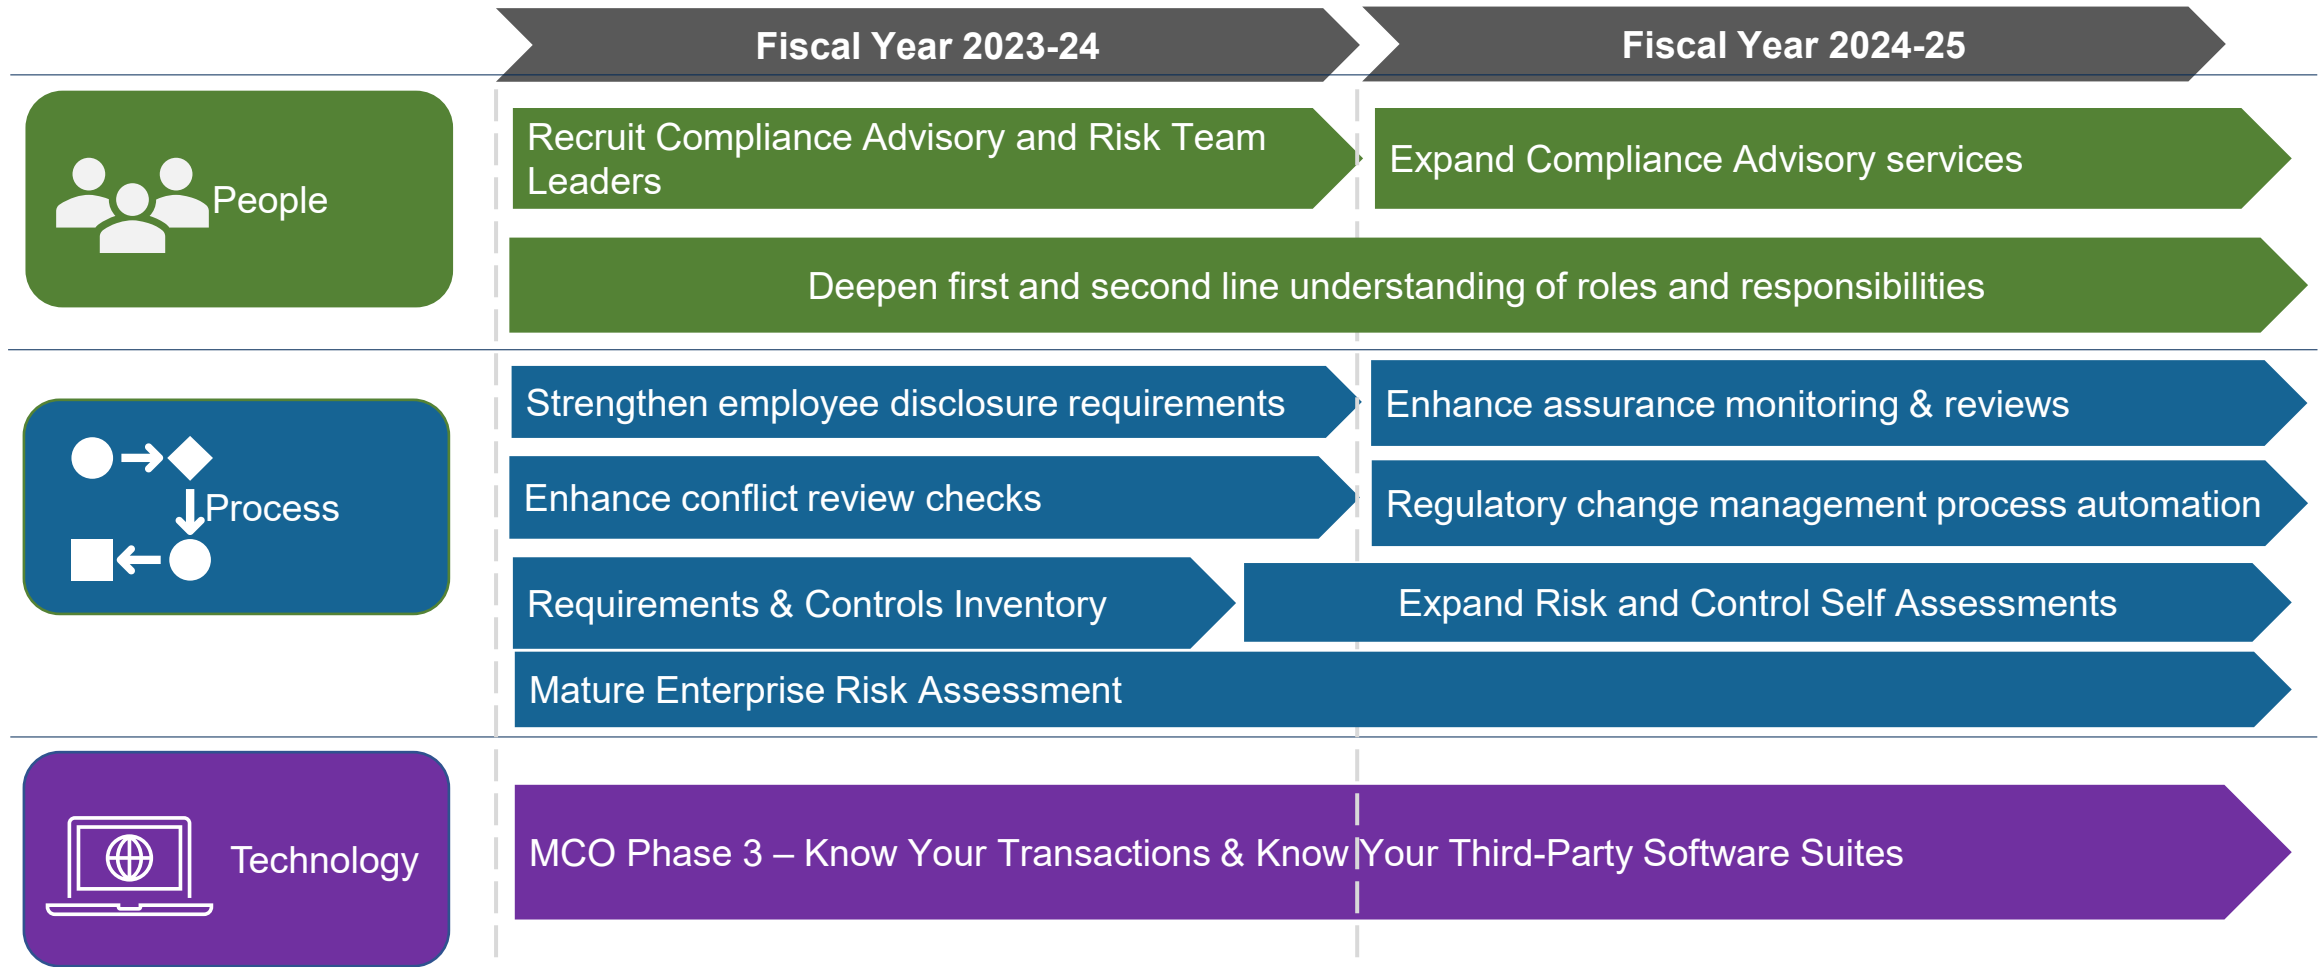 Fiscal Year 2023-24
Fiscal Year 2024-25
People
Recruit Compliance Advisory and Risk Team
Leaders
Expand Compliance Advisory services
Deepen first and second line understanding of roles and responsibilities
Process
Strengthen employee disclosure requirements
Enhance assurance monitoring & reviews
Enhance conflict review checks
Regulatory change management process automation
Requirements & Controls Inventory
Expand Risk and Control Self Assessments
Mature Enterprise Risk Assessment
Technology
MCO Phase 3 – Know Your Transactions & Know Your Third-Party Software Suites